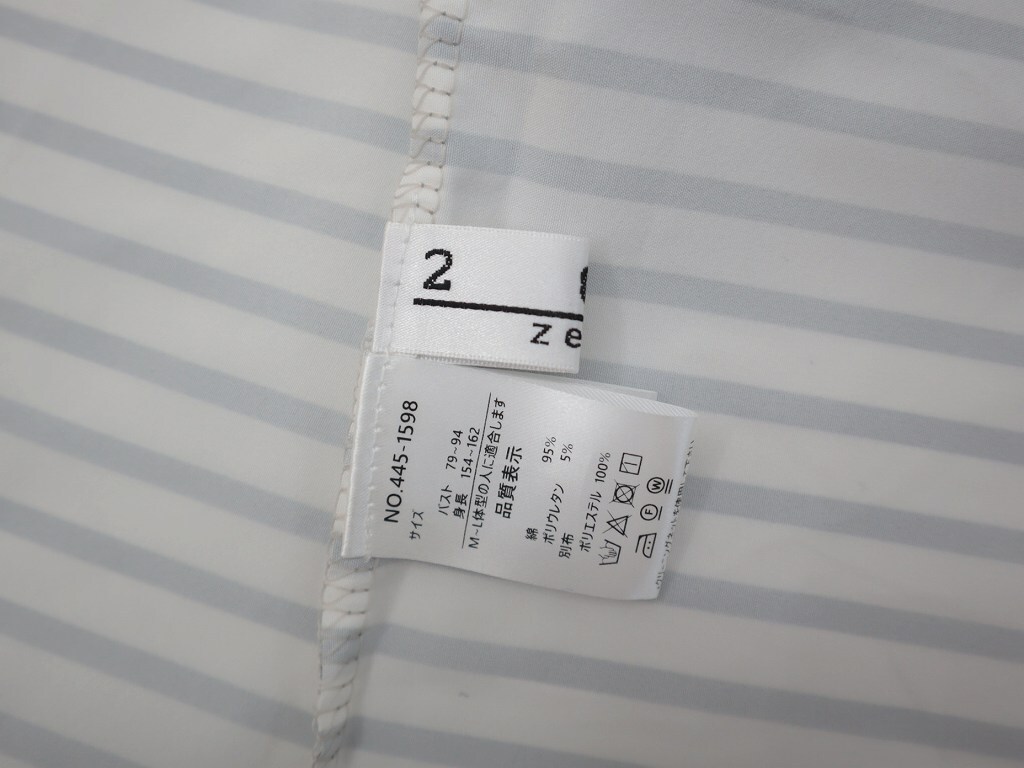 2
ze
NO.445-1598
サイズ
バスト 79~94
身長 154~162
M~L体型の人に適合します
品質表示
綿 95%
ポリウレタン 5%
別布
ポリエステル 100%
W
F